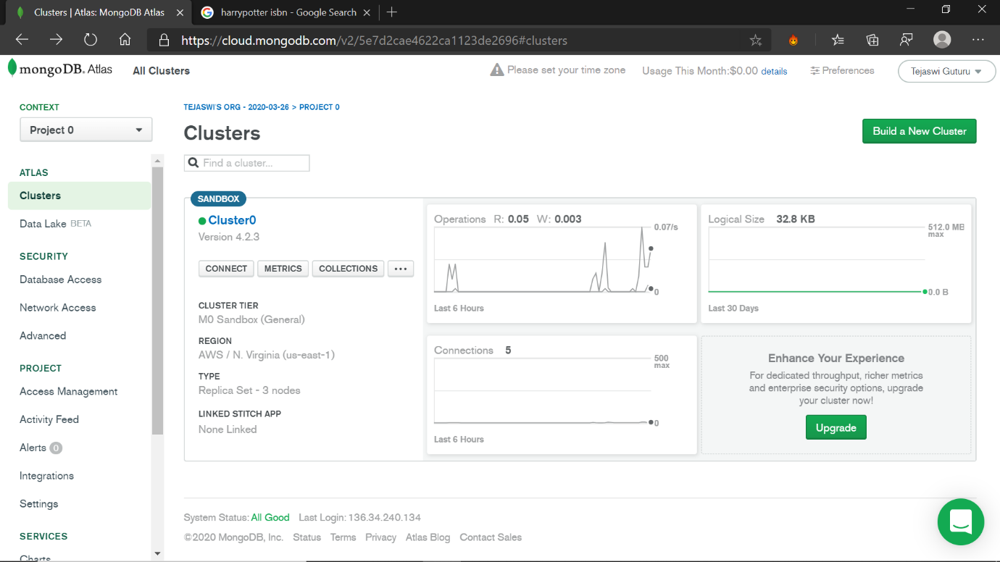 Clusters | Atlas: MongoDB Atlas
harrypotter isbn - Google Search
https://cloud.mongodb.com/v2/5e7d2cae4622ca1123de2696#clusters
mongoDB. Atlas
All Clusters
Please set your time zone
Usage This Month:$0.00 details
Preferences
Tejaswi Guturu
CONTEXT
Project 0
ATLAS
Clusters
Data Lake BETA
SECURITY
Database Access
Network Access
Advanced
PROJECT
Access Management
Activity Feed
Alerts 0
Integrations
Settings
SERVICES
Charts
TEJASWI'S ORG - 2020-03-26 > PROJECT 0
Clusters
Build a New Cluster
Find a cluster...
SANDBOX
Cluster0
Version 4.2.3
CONNECT
METRICS
COLLECTIONS
...
CLUSTER TIER
M0 Sandbox (General)
REGION
AWS / N. Virginia (us-east-1)
TYPE
Replica Set - 3 nodes
LINKED STITCH APP
None Linked
Operations R: 0.05 W: 0.003
0.07/s
0
Last 6 Hours
Logical Size 32.8 KB
512.0 MB
max
0.0 B
Last 30 Days
Connections 5
500
max
0
Last 6 Hours
Enhance Your Experience
For dedicated throughput, richer metrics
and enterprise security options, upgrade
your cluster now!
Upgrade
System Status: All Good Last Login: 136.34.240.134
©2020 MongoDB, Inc. Status Terms Privacy Atlas Blog Contact Sales